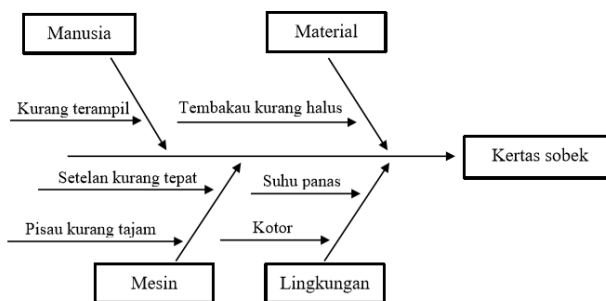 Manusia
Material
Kurang terampil
Tembakau kurang halus
Kertas sobek
Setelan kurang tepat
Suhu panas
Pisau kurang tajam
Kotor
Mesin
Lingkungan